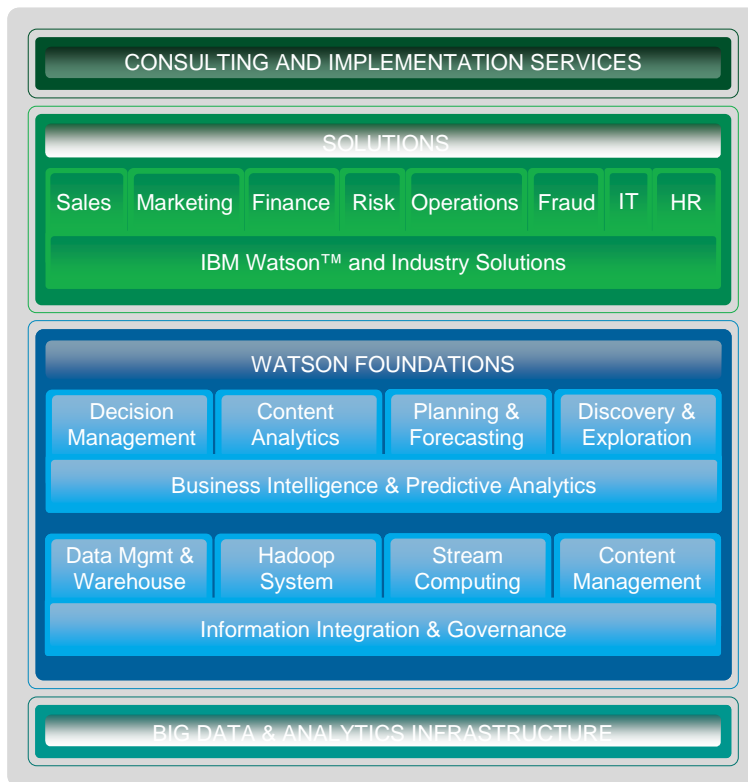 CONSULTING AND IMPLEMENTATION SERVICES
SOLUTIONS
Sales Marketing Finance Risk Operations Fraud IT HR
IBM Watson™ and Industry Solutions
WATSON FOUNDATIONS
Decision Management
Content Analytics
Planning & Forecasting
Discovery & Exploration
Business Intelligence & Predictive Analytics
Data Mgmt & Warehouse
Hadoop System
Stream Computing
Content Management
Information Integration & Governance
BIG DATA & ANALYTICS INFRASTRUCTURE